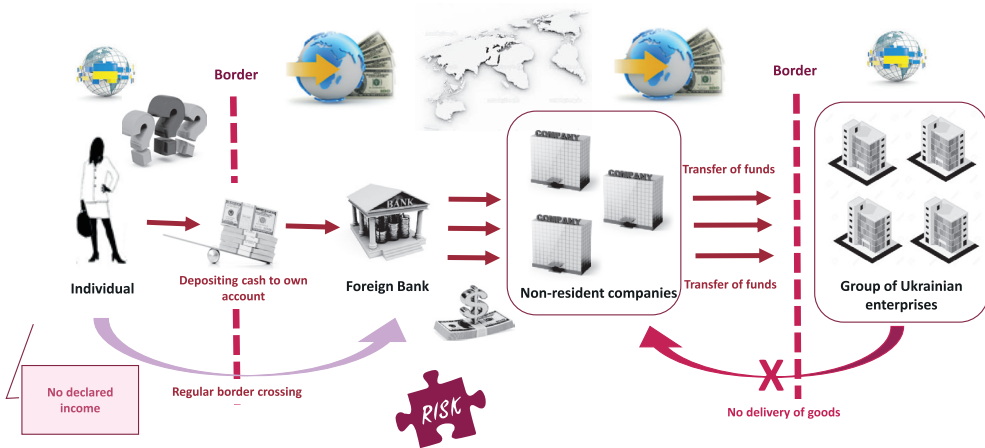 Border
Border
BANK
COMPANY
COMPANY
COMPANY
Transfer of funds
Depositing cash to own
account
Individual
Foreign Bank
Non-resident companies
Transfer of funds
Group of Ukrainian
enterprises
No declared
income
Regular border crossing
RISK
X
No delivery of goods